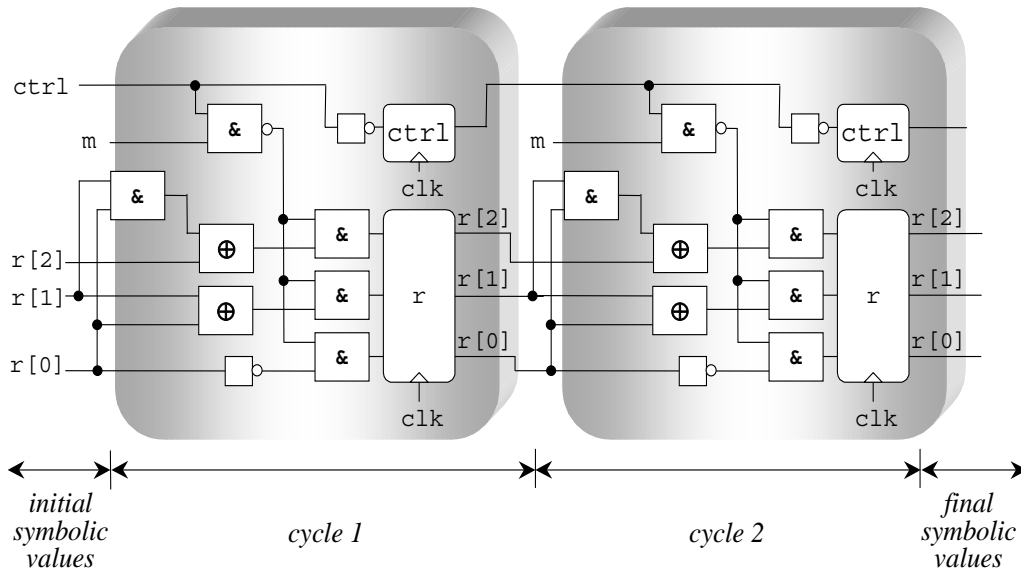 ctrl
m
&
ctrl
clk
m
&
ctrl
clk
&
&
r[2]
⊕
&
r[2]
&
⊕
&
r[2]
r[1]
⊕
&
r
r[1]
⊕
&
r
r[1]
r[0]
&
r[0]
&
r[0]
clk
clk
initial
symbolic
values
cycle 1
cycle 2
final
symbolic
values